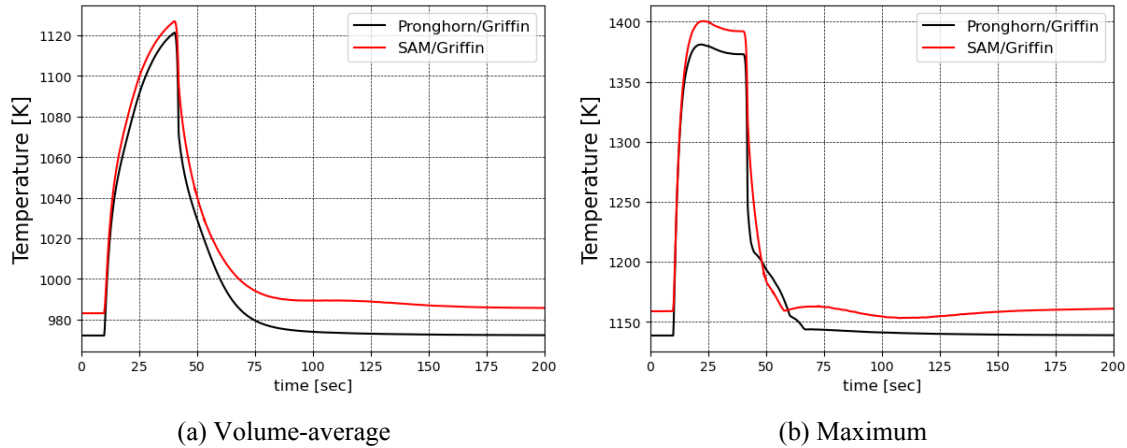 Temperature [K]
1120
1100
1080
1060
1040
1020
1000
980
0 25 50 75 100 125 150 175 200
time [sec]
Pronghorn/Griffin
SAM/Griffin
(a) Volume-average
Temperature [K]
1400
1350
1300
1250
1200
1150
0 25 50 75 100 125 150 175 200
time [sec]
Pronghorn/Griffin
SAM/Griffin
(b) Maximum